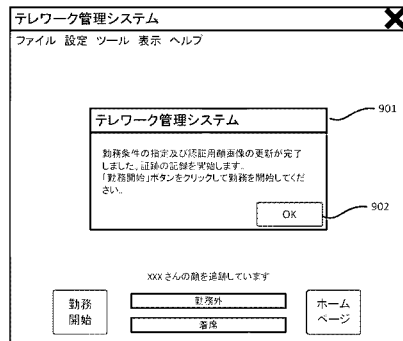 テレワーク管理システム
ファイル 設定 ツール 表示 ヘルプ
テレワーク管理システム
901
勤務条件の指定及び認証用顔画像の更新が完了
しました。証跡の記録を実施します。
「勤務開始」ボタンをクリックして勤務を開始してくだ
さい。
OK
902
XXXさんの顔を追跡しています
勤務
開始
勤務外
着席
ホーム
ページ